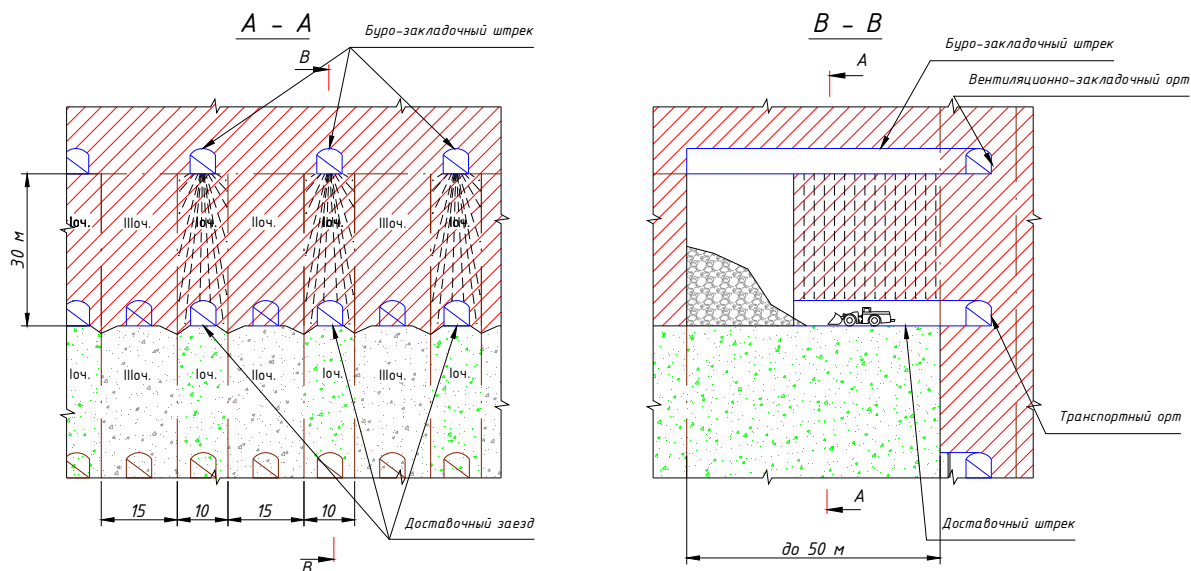 А - А
Буро-закладочный штрек
В
30 м
Iоч.
IIIоч.
Iоч.
IIоч.
Iоч.
IIIоч.
Iоч.
Iоч.
IIIоч.
Iоч.
IIоч.
Iоч.
IIIоч.
Iоч.
15
10
15
10
Доставочный заезд
В
В - В
Буро-закладочный штрек
А
Вентиляционно-закладочный орт
Транспортный орт
А
Доставочный штрек
до 50 м